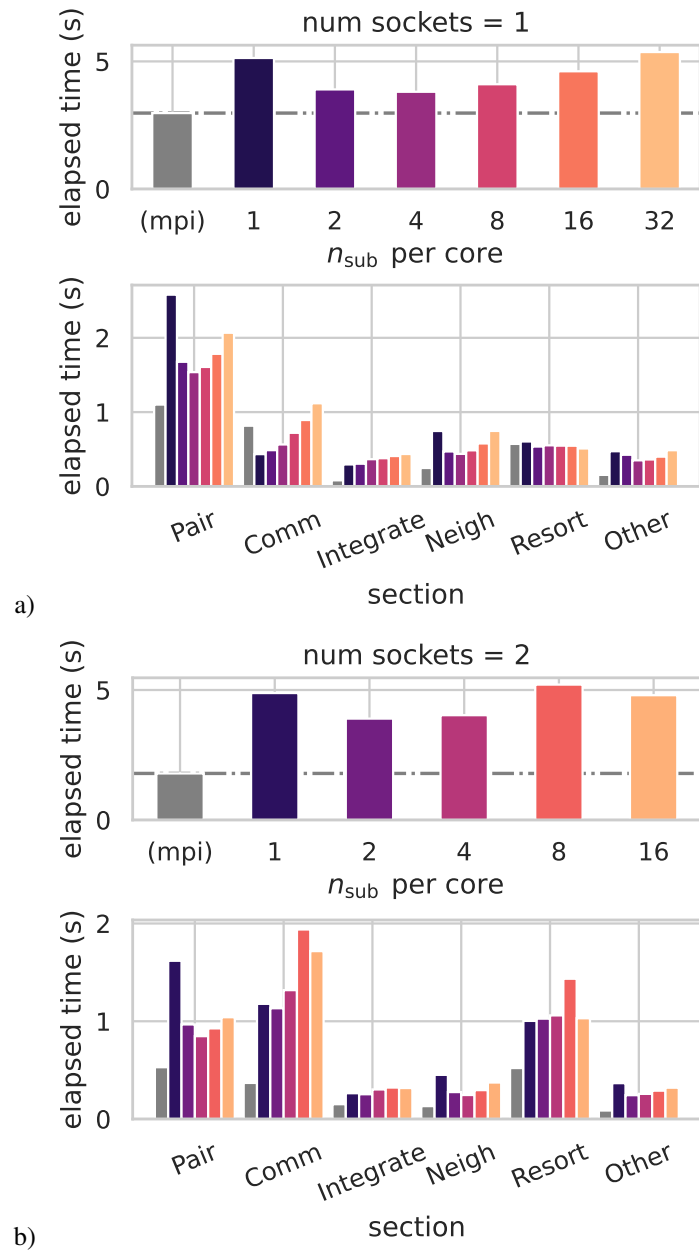 num sockets = 1
elapsed time (s)
5
0
(mpi) 1 2 4 8 16 32
n_sub per core
elapsed time (s)
2
1
0
Pair Comm Integrate Neigh Resort Other
section
a)
num sockets = 2
elapsed time (s)
5
0
(mpi) 1 2 4 8 16
n_sub per core
elapsed time (s)
2
1
0
Pair Comm Integrate Neigh Resort Other
section
b)